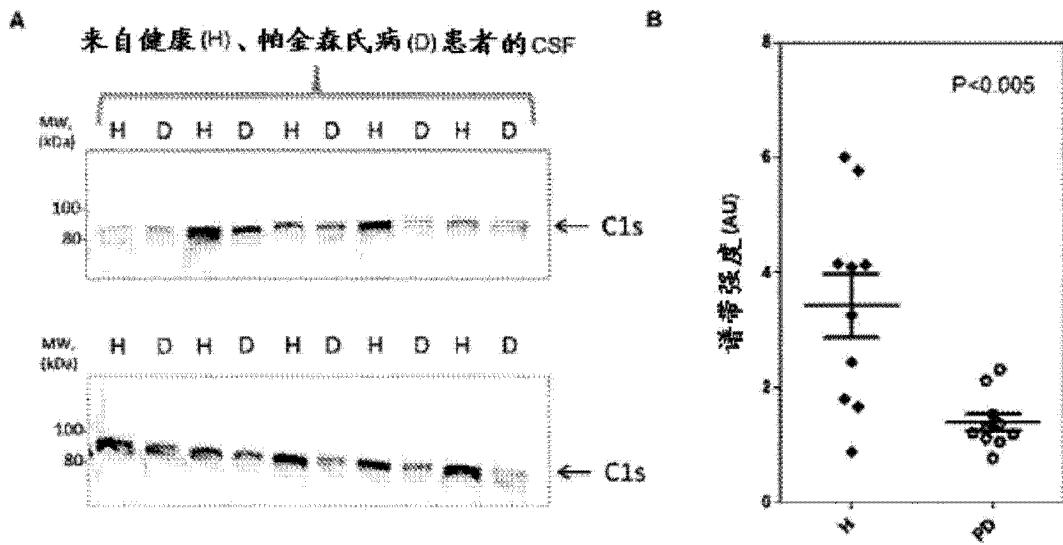 A
来自健康(H)、帕金森氏病(D)患者的CSF
MW,
(kDa)
H D H D H D H D H D
100
80
← C1s
MW,
(kDa)
H D H D H D H D H D
100
80
← C1s
B
8
P<0.005
6
4
2
0
谱带强度(AU)
H
PD